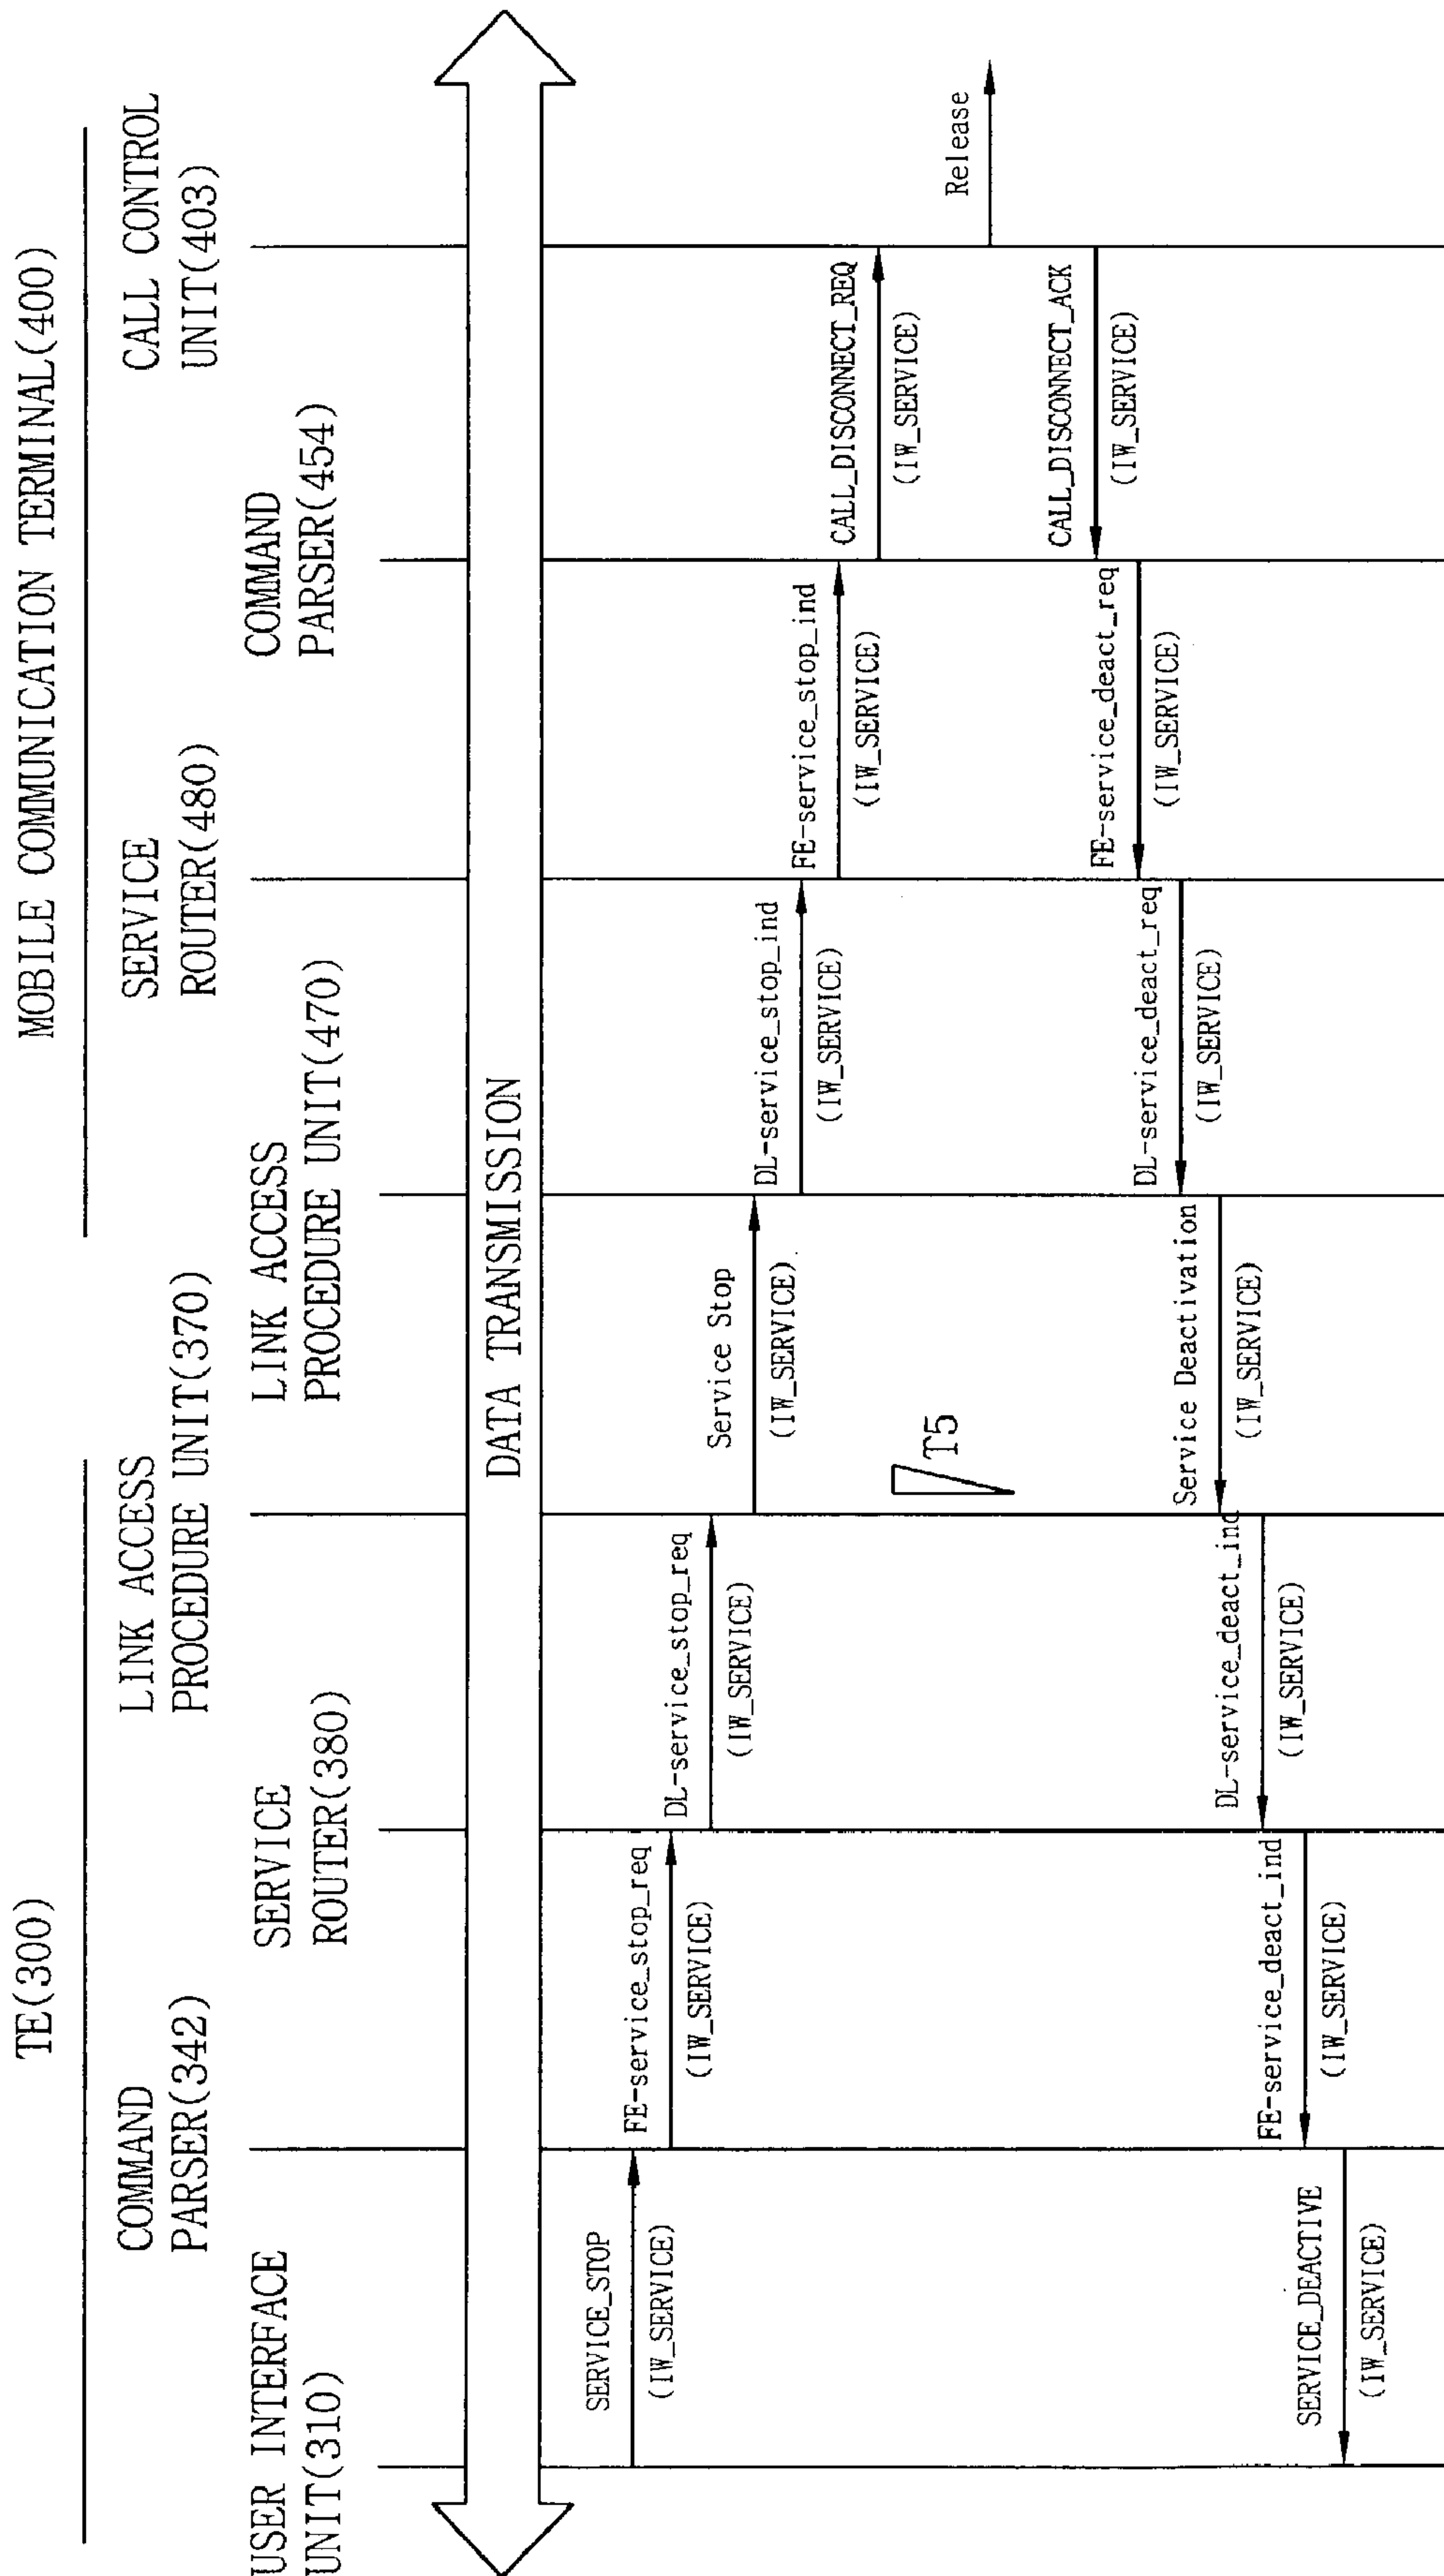 TE(300)
MOBILE COMMUNICATION TERMINAL(400)
USER INTERFACE
UNIT(310)
COMMAND
PARSER(342)
SERVICE
ROUTER(380)
LINK ACCESS
PROCEDURE UNIT(370)
LINK ACCESS
PROCEDURE UNIT(470)
SERVICE
ROUTER(480)
COMMAND
PARSER(454)
CALL CONTROL
UNIT(403)
DATA TRANSMISSION
SERVICE_STOP
(IW_SERVICE)
FE-service_stop_req
(IW_SERVICE)
DL-service_stop_req
(IW_SERVICE)
Service Stop
(IW_SERVICE)
DL-service_stop_ind
(IW_SERVICE)
FE-service_stop_ind
(IW_SERVICE)
CALL_DISCONNECT_REQ
(IW_SERVICE)
T5
Release
CALL_DISCONNECT_ACK
(IW_SERVICE)
FE-service_deact_req
(IW_SERVICE)
DL-service_deact_req
(IW_SERVICE)
Service Deactivation
(IW_SERVICE)
DL-service_deact_ind
(IW_SERVICE)
FE-service_deact_ind
(IW_SERVICE)
SERVICE_DEACTIVE
(IW_SERVICE)